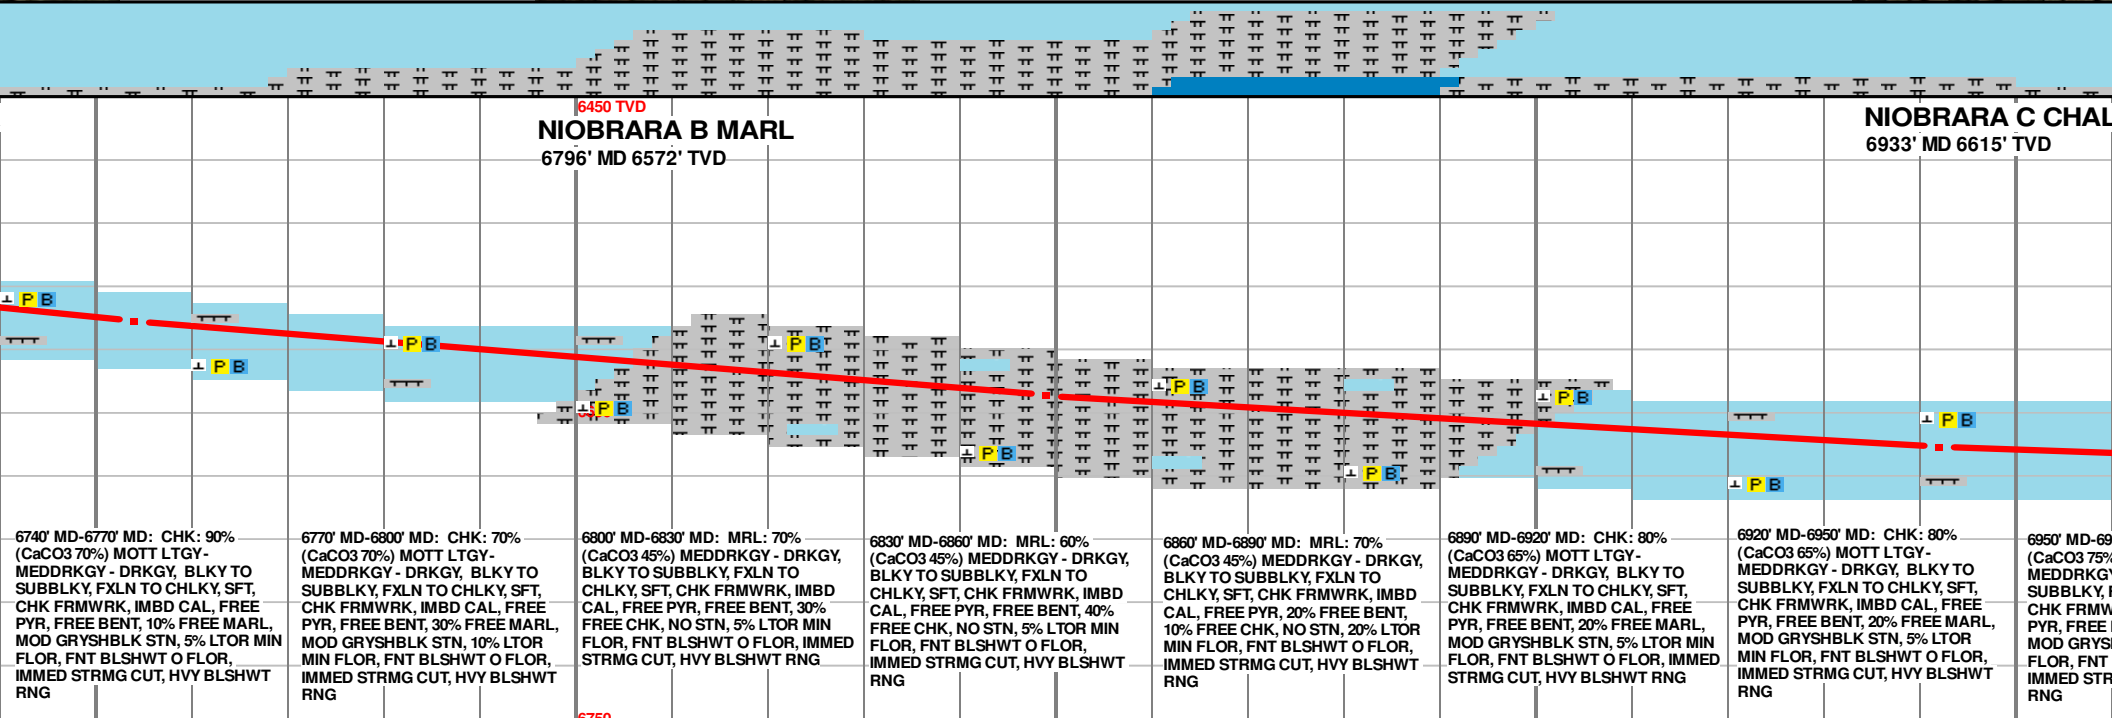 6450 TVD
NIOBRARA B MARL
6796' MD 6572' TVD
NIOBRARA C CHAL
6933' MD 6615' TVD
P B
P B
P B
P B
P B
P B
P B
P B
P B
P B
P B
6740' MD-6770' MD: CHK: 90%
(CaCO3 70%) MOTT LTGY-
MEDDRKGY - DRKGY, BLKY TO
SUBBLKY, FXLN TO CHLKY, SFT,
CHK FRMWRK, IMBD CAL, FREE
PYR, FREE BENT, 10% FREE MARL,
MOD GRYSHBLK STN, 5% LTOR MIN
FLOR, FNT BLSHWT O FLOR,
IMMED STRMG CUT, HVY BLSHWT
RNG
6770' MD-6800' MD: CHK: 70%
(CaCO3 70%) MOTT LTGY-
MEDDRKGY - DRKGY, BLKY TO
SUBBLKY, FXLN TO CHLKY, SFT,
CHK FRMWRK, IMBD CAL, FREE
PYR, FREE BENT, 30% FREE MARL,
MOD GRYSHBLK STN, 10% LTOR
MIN FLOR, FNT BLSHWT O FLOR,
IMMED STRMG CUT, HVY BLSHWT
RNG
6800' MD-6830' MD: MRL: 70%
(CaCO3 45%) MEDDRKGY - DRKGY,
BLKY TO SUBBLKY, FXLN TO
CHLKY, SFT, CHK FRMWRK, IMBD
CAL, FREE PYR, FREE BENT, 30%
FREE CHK, NO STN, 5% LTOR MIN
FLOR, FNT BLSHWT O FLOR, IMMED
STRMG CUT, HVY BLSHWT RNG
6830' MD-6860' MD: MRL: 60%
(CaCO3 45%) MEDDRKGY - DRKGY,
BLKY TO SUBBLKY, FXLN TO
CHLKY, SFT, CHK FRMWRK, IMBD
CAL, FREE PYR, FREE BENT, 40%
FREE CHK, NO STN, 5% LTOR MIN
FLOR, FNT BLSHWT O FLOR,
IMMED STRMG CUT, HVY BLSHWT
RNG
6860' MD-6890' MD: MRL: 70%
(CaCO3 45%) MEDDRKGY - DRKGY,
BLKY TO SUBBLKY, FXLN TO
CHLKY, SFT, CHK FRMWRK, IMBD
CAL, FREE PYR, 20% FREE BENT,
10% FREE CHK, NO STN, 20% LTOR
MIN FLOR, FNT BLSHWT O FLOR,
IMMED STRMG CUT, HVY BLSHWT
RNG
6890' MD-6920' MD: CHK: 80%
(CaCO3 65%) MOTT LTGY-
MEDDRKGY - DRKGY, BLKY TO
SUBBLKY, FXLN TO CHLKY, SFT,
CHK FRMWRK, IMBD CAL, FREE
PYR, FREE BENT, 20% FREE MARL,
MOD GRYSHBLK STN, 5% LTOR MIN
FLOR, FNT BLSHWT O FLOR, IMMED
STRMG CUT, HVY BLSHWT RNG
6920' MD-6950' MD: CHK: 80%
(CaCO3 65%) MOTT LTGY-
MEDDRKGY - DRKGY, BLKY TO
SUBBLKY, FXLN TO CHLKY, SFT,
CHK FRMWRK, IMBD CAL, FREE
PYR, FREE BENT, 20% FREE MARL,
MOD GRYSHBLK STN, 5% LTOR
MIN FLOR, FNT BLSHWT O FLOR,
IMMED STRMG CUT, HVY BLSHWT
RNG
6950' MD-69
(CaCO3 75%
MEDDRKGY
SUBBLKY, F
CHK FRMW
PYR, FREE
MOD GRYSH
FLOR, FNT
IMMED STR
RNG